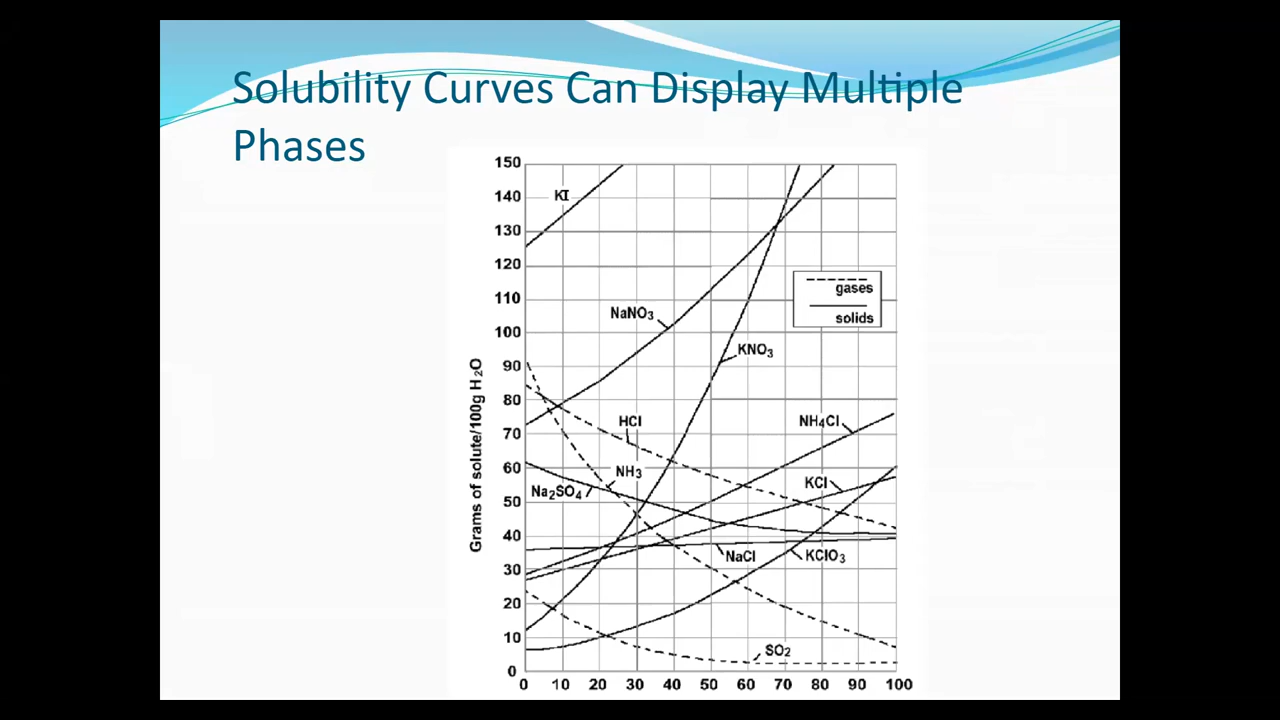 Solubility Curves Can Display Multiple
Phases
150
140
130
120
110
100
90
80
70
60
50
40
30
20
10
0
Grams of solute/100g H₂O
KI
gases
solids
NaNO₃
KNO₃
HCl
NH₄Cl
NH₃
Na₂SO₄
KCl
NaCl
KClO₃
SO₂
0 10 20 30 40 50 60 70 80 90 100